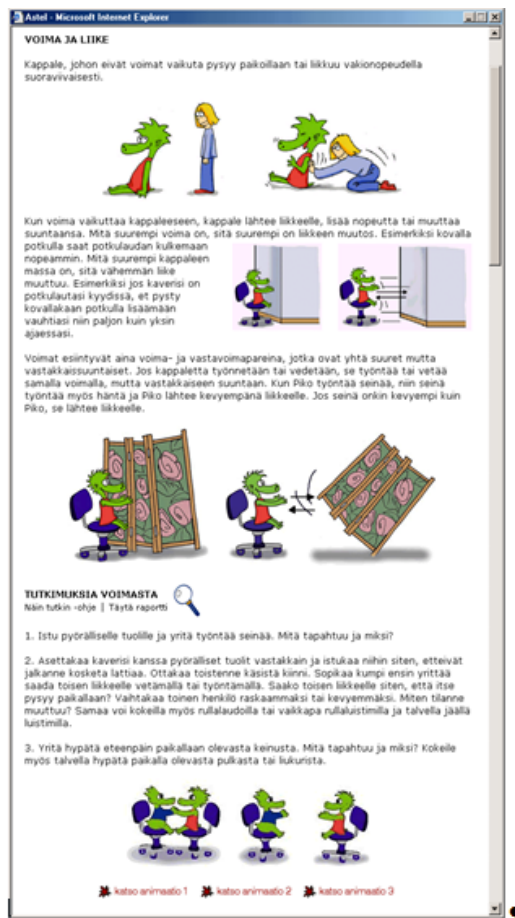 Astel - Microsoft Internet Explorer
VOIMA JA LIIKE
Kappale, johon eivät voimat vaikuta pysyy paikoillaan tai liikkuu vakionopeudella
suoraviivaisesti.
Kun voima vaikuttaa kappaleeseen, kappale lähtee liikkeelle, lisää nopeutta tai muuttaa
suuntaansa. Mitä suurempi voima on, sitä suurempi on liikkeen muutos. Esimerkiksi kovalla
potkulla saat potkulaudan kulkemaan
nopeammin. Mitä suurempi kappaleen
massa on, sitä vähemmän liike
muuttuu. Esimerkiksi jos kaverisi on
potkulautasi kyydissä, et pysty
kovallakaan potkulla lisäämään
vauhtiasi niin paljon kuin yksin
ajaessasi.
Voimat esiintyvät aina voima- ja vastavoimapareina, jotka ovat yhtä suuret mutta
vastakkaissuuntaiset. Jos kappaletta työnnetään tai vedetään, se työntää tai vetää
samalla voimalla, mutta vastakkaiseen suuntaan. Kun Piko työntää seinää, niin seinä
työntää myös häntä ja Piko lähtee kevyempänä liikkeelle. Jos seinä onkin kevyempi kuin
Piko, se lähtee liikkeelle.
TUTKIMUKSIA VOIMASTA
Näin tutkin -ohje | Täytä raportti
1. Istu pyörälliselle tuolille ja yritä työntää seinää. Mitä tapahtuu ja miksi?
2. Asettakaa kaverisi kanssa pyörälliset tuolit vastakkain ja istukaa niihin siten, etteivät
jalkanne kosketa lattiaa. Ottakaa toistenne käsistä kiinni. Sopikaa kumpi ensin yrittää
saada toisen liikkeelle vetämällä tai työntämällä. Saako toisen liikkeelle siten, että itse
pysyy paikallaan? Vaihtakaa toinen henkilö raskaammaksi tai kevyemmäksi. Miten tilanne
muuttuu? Samaa voi kokeilla myös rullalaudoilla tai vaikkapa rullaluistimilla ja talvella jäällä
luistimilla.
3. Yritä hypätä eteenpäin paikallaan olevasta keinusta. Mitä tapahtuu ja miksi? Kokeile
myös talvella hypätä paikalla olevasta pulkasta tai liukurista.
katso animaatio 1 katso animaatio 2 katso animaatio 3